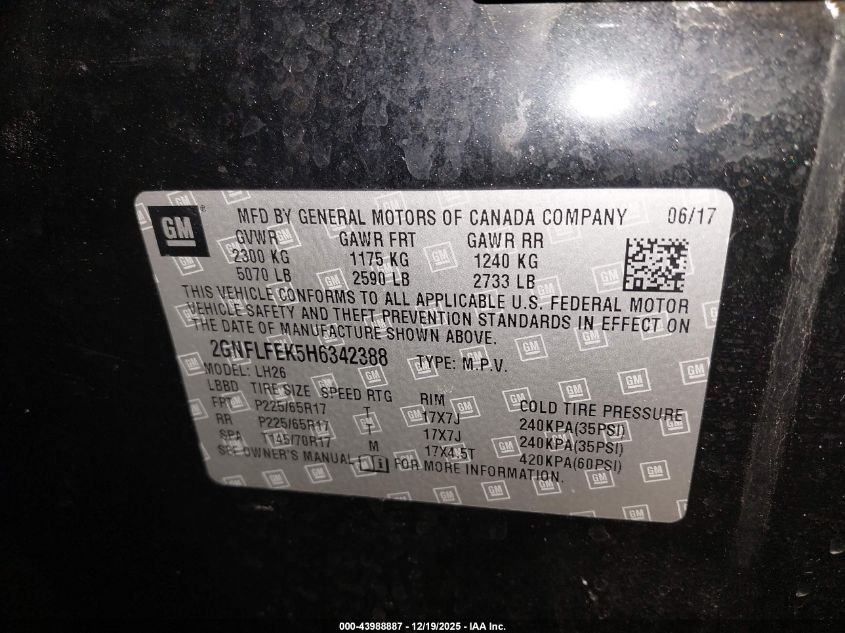 GM ® MFD BY GENERAL MOTORS OF CANADA COMPANY 06/17
GVWR GAWR FRT GAWR RR
2300 KG 1175 KG 1240 KG
5070 LB 2590 LB 2733 LB
THIS VEHICLE CONFORMS TO ALL APPLICABLE U.S. FEDERAL MOTOR
VEHICLE SAFETY AND THEFT PREVENTION STANDARDS IN EFFECT ON
THE DATE OF MANUFACTURE SHOWN ABOVE.
2GNFLFEK5H6342388 TYPE: M.P.V.
MODEL: LH26
LBBD TIRE SIZE SPEED RTG RIM COLD TIRE PRESSURE
FRT P225/65R17 T 17X7J 240KPA(35PSI)
RR P225/65R17 T 17X7J 240KPA(35PSI)
SPA T145/70R17 M 17X4.5T 420KPA(60PSI)
SEE OWNER'S MANUAL FOR MORE INFORMATION.
000-43988887 - 12/19/2025 - IAA Inc.